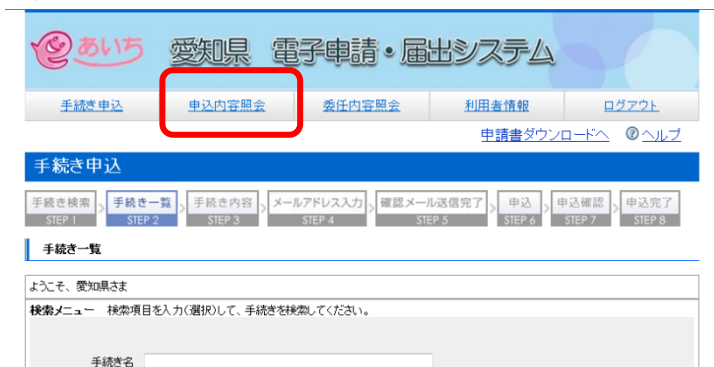 あいち 愛知県 電子申請・届出システム
手続き申込 申込内容照会 委任内容照会 利用者情報 ログアウト
申請書ダウンロードへ ?ヘルプ
手続き申込
手続き検索 > 手続き一覧 > 手続き内容 > メールアドレス入力 > 確認メール送信完了 > 申込 > 申込確認 > 申込完了
STEP 1 STEP 2 STEP 3 STEP 4 STEP 5 STEP 6 STEP 7 STEP 8
手続き一覧
ようこそ、愛知県さま
検索メニュー 検索項目を入力(選択)して、手続きを検索してください。
手続き名